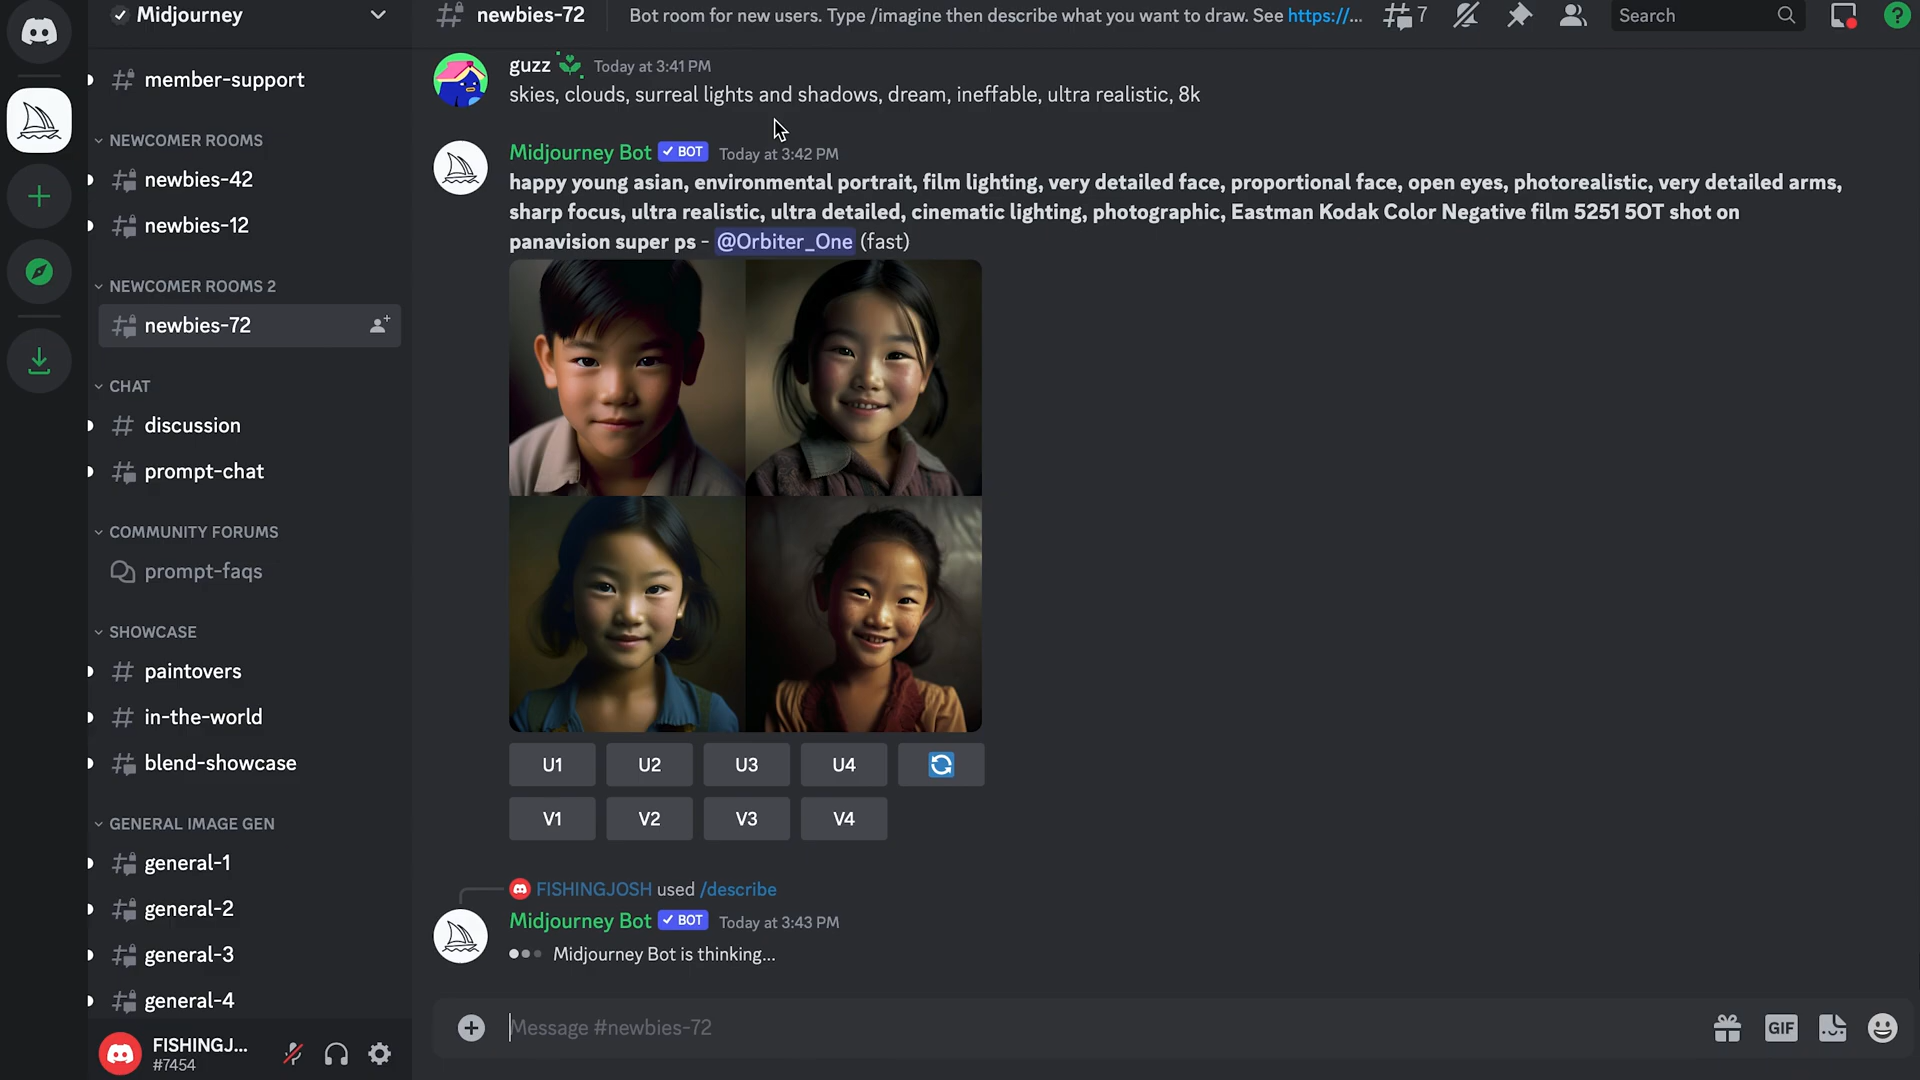 Midjourney
member-support
NEWCOMER ROOMS
newbies-42
newbies-12
NEWCOMER ROOMS 2
newbies-72
CHAT
discussion
prompt-chat
COMMUNITY FORUMS
prompt-faqs
SHOWCASE
paintovers
in-the-world
blend-showcase
GENERAL IMAGE GEN
general-1
general-2
general-3
general-4
FISHINGJ...
#7454
newbies-72 Bot room for new users. Type /imagine then describe what you want to draw. See https://... 7 Search ?
guzz Today at 3:41 PM
skies, clouds, surreal lights and shadows, dream, ineffable, ultra realistic, 8k
Midjourney Bot BOT Today at 3:42 PM
happy young asian, environmental portrait, film lighting, very detailed face, proportional face, open eyes, photorealistic, very detailed arms,
sharp focus, ultra realistic, ultra detailed, cinematic lighting, photographic, Eastman Kodak Color Negative film 5251 5OT shot on
panavision super ps - @Orbiter_One (fast)
U1 U2 U3 U4
V1 V2 V3 V4
FISHINGJOSH used /describe
Midjourney Bot BOT Today at 3:43 PM
Midjourney Bot is thinking...
Message #newbies-72 GIF